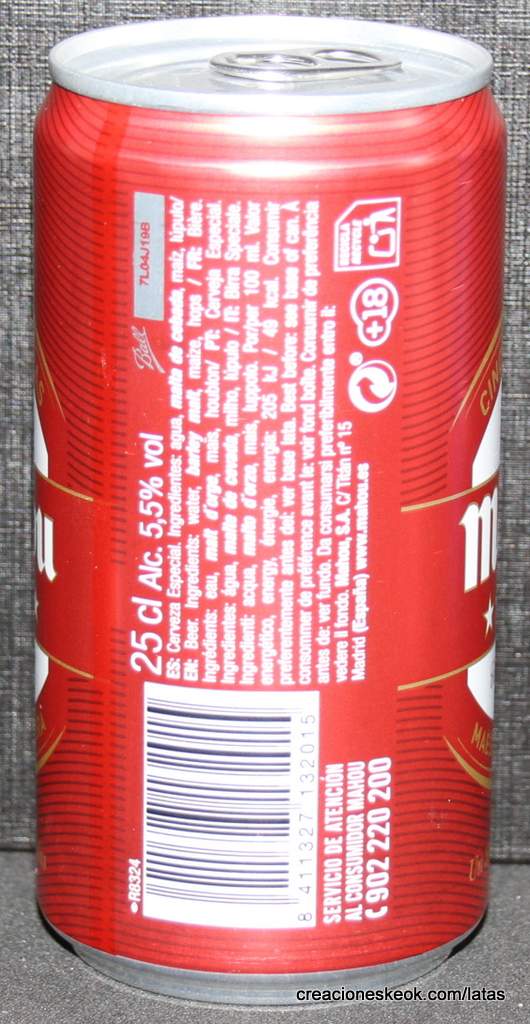 25 cl Alc. 5,5% vol
ES: Cerveza Especial. Ingredientes: agua, malta de cebada, maíz, lúpulo/
EN: Beer. Ingredients: water, barley malt, maize, hops / FR: Bière.
Ingrédients: eau, malt d'orge, maïs, houblon/ PT: Cerveja Especial.
Ingredientes: água, malte de cevada, milho, lúpulo / IT: Birra Speciale.
Ingredienti: acqua, malto d'orzo, mais, luppolo. Por/per 100 ml. Valor
energético, energy, énergie, energia: 205 kJ / 49 kcal. Consumir
preferentemente antes del: ver base lata. Best before: see base of can. À
consommer de préférence avant le: voir fond boîte. Consumir de preferência
antes de: ver fundo. Da consumarsi preferibilmente entro il:
vedere il fondo. Mahou, S.A. C/ Titán nº 15
Madrid (España) www.mahou.es
Ball
7L04J19B
+18
R8324
8 411327 132015
SERVICIO DE ATENCIÓN
AL CONSUMIDOR MAHOU
902 220 200
creacioneskeok.com/latas